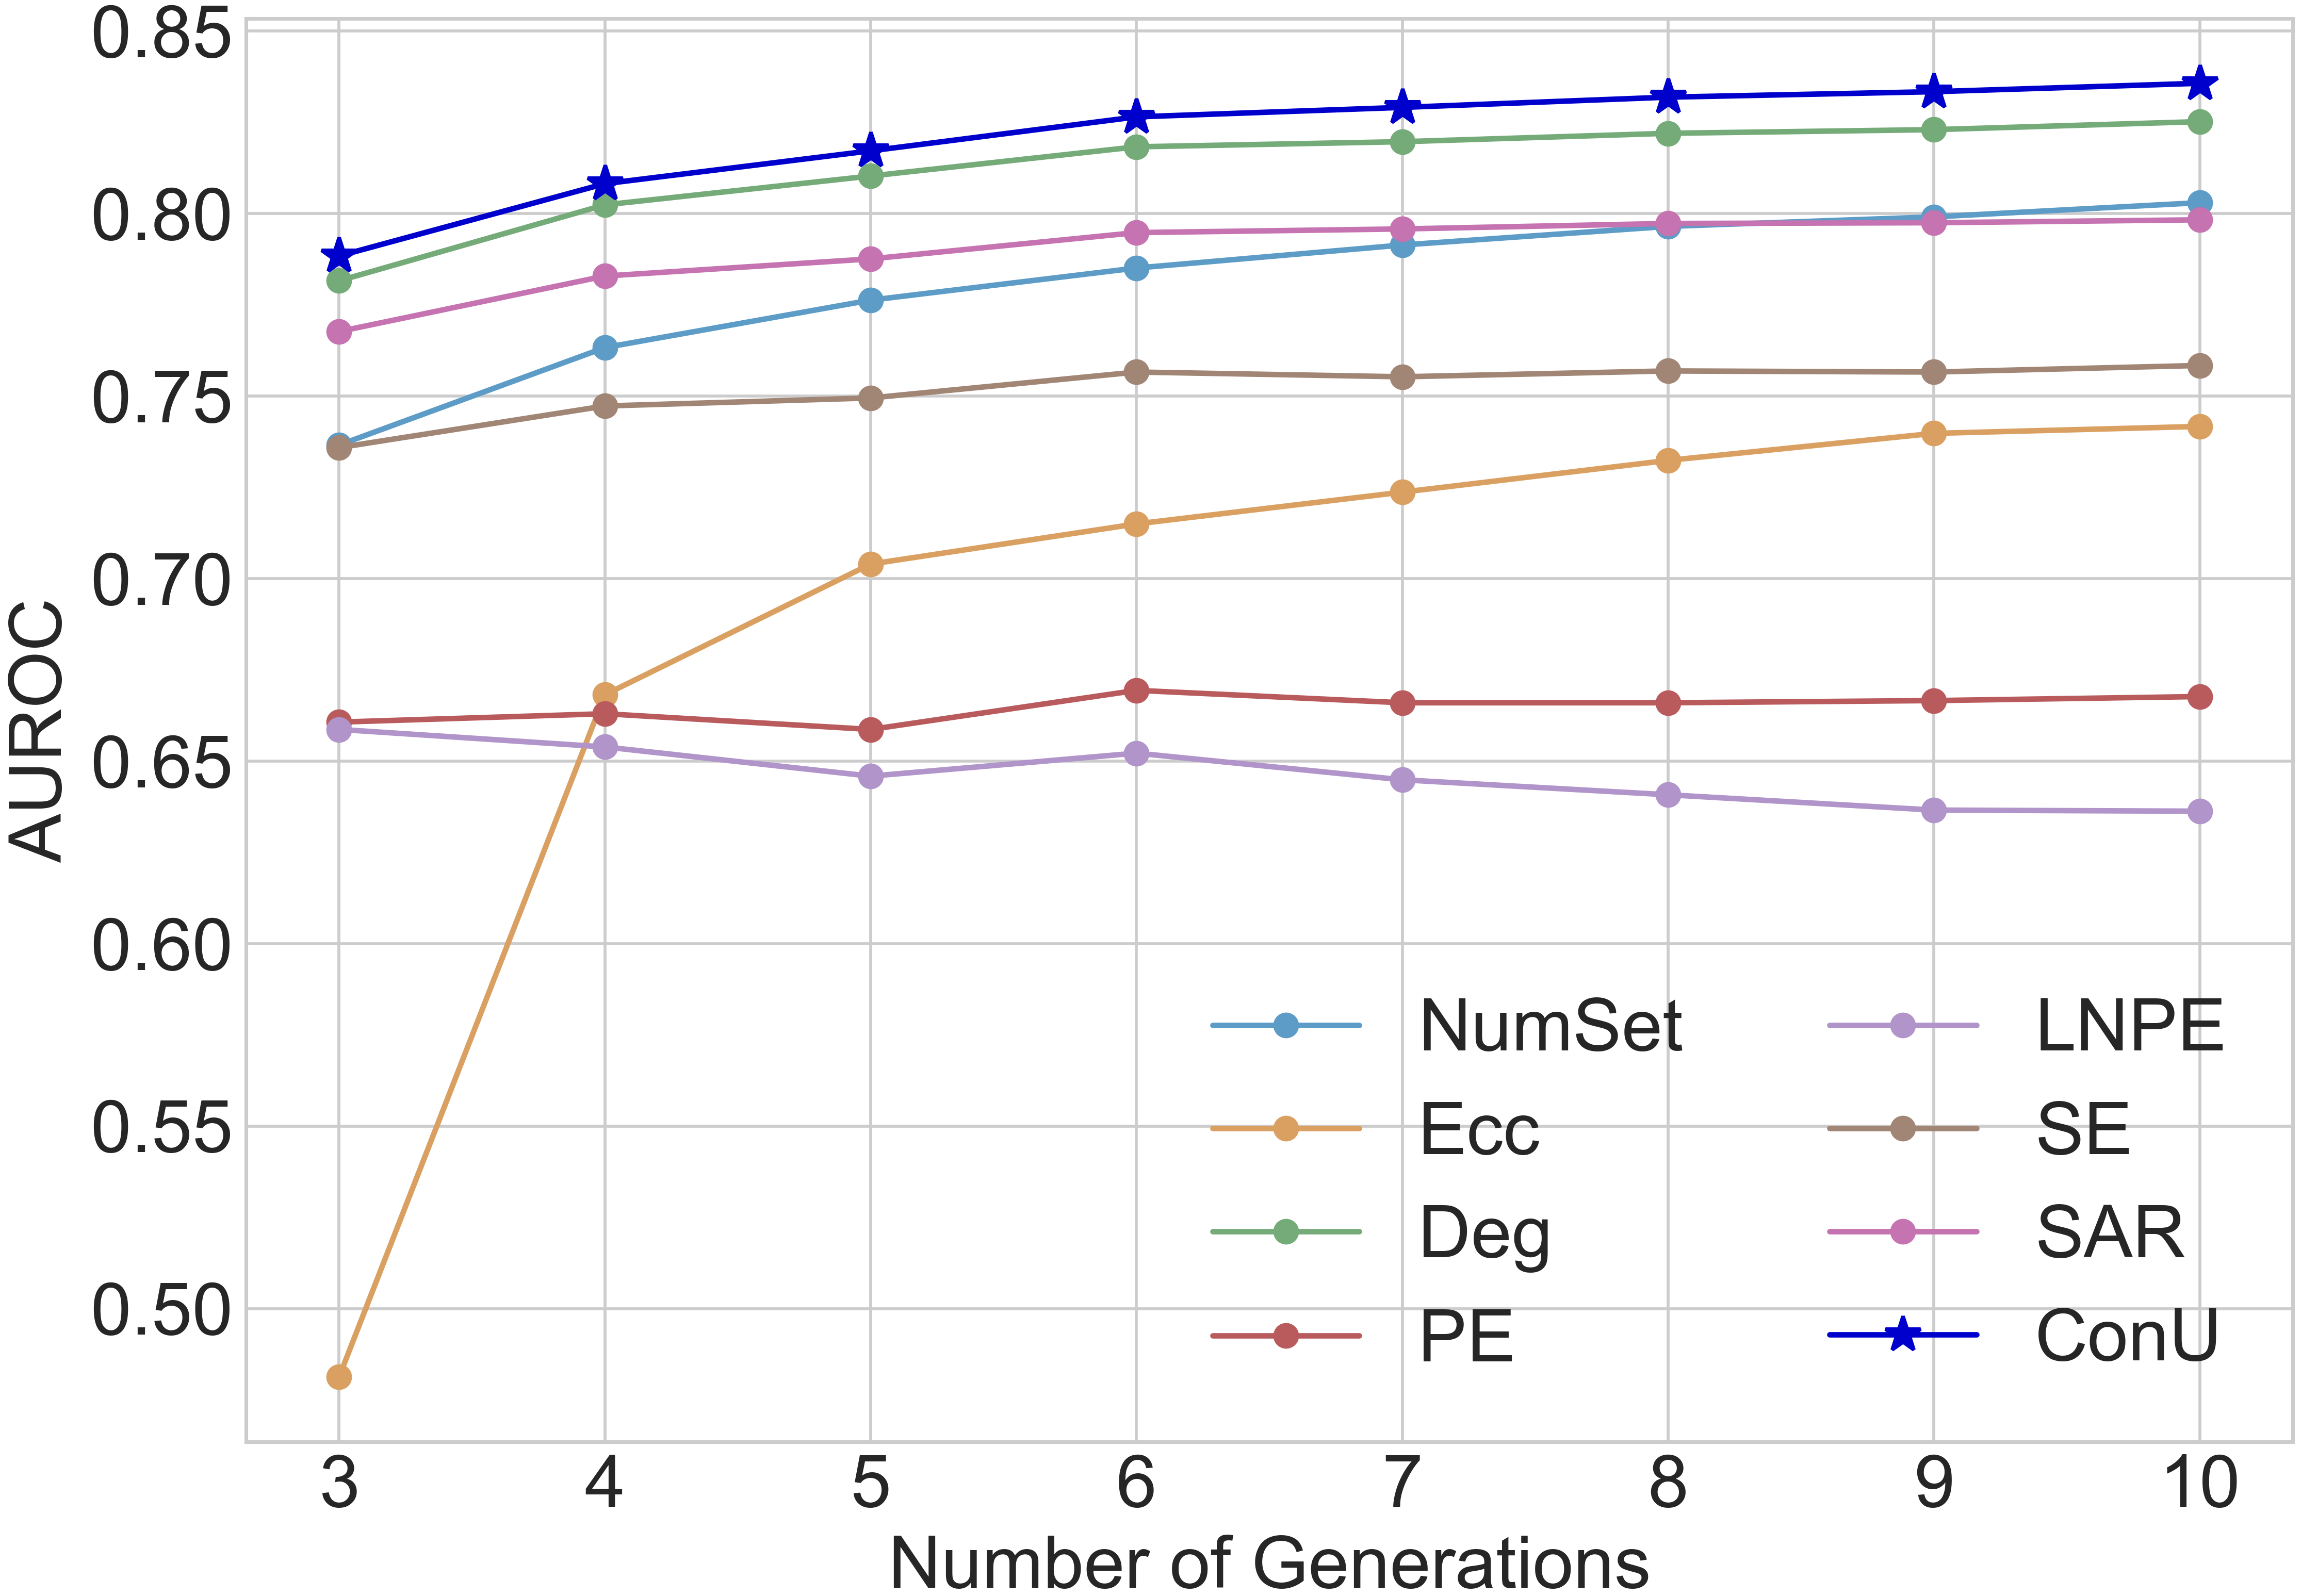 0.85
0.80
0.75
0.70
0.65
0.60
0.55
0.50
AUROC
3 4 5 6 7 8 9 10
Number of Generations
NumSet
Ecc
Deg
PE
LNPE
SE
SAR
ConU